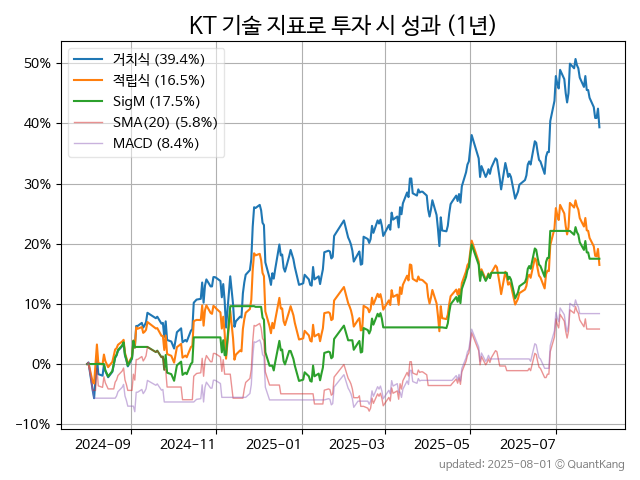 KT 기술 지표로 투자 시 성과 (1년)
거치식 (39.4%)
적립식 (16.5%)
SigM (17.5%)
SMA(20) (5.8%)
MACD (8.4%)
50%
40%
30%
20%
10%
0%
−10%
2024-09 2024-11 2025-01 2025-03 2025-05 2025-07
updated: 2025-08-01 © QuantKang